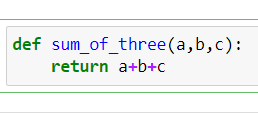 def sum_of_three(a,b,c):
    return a+b+c